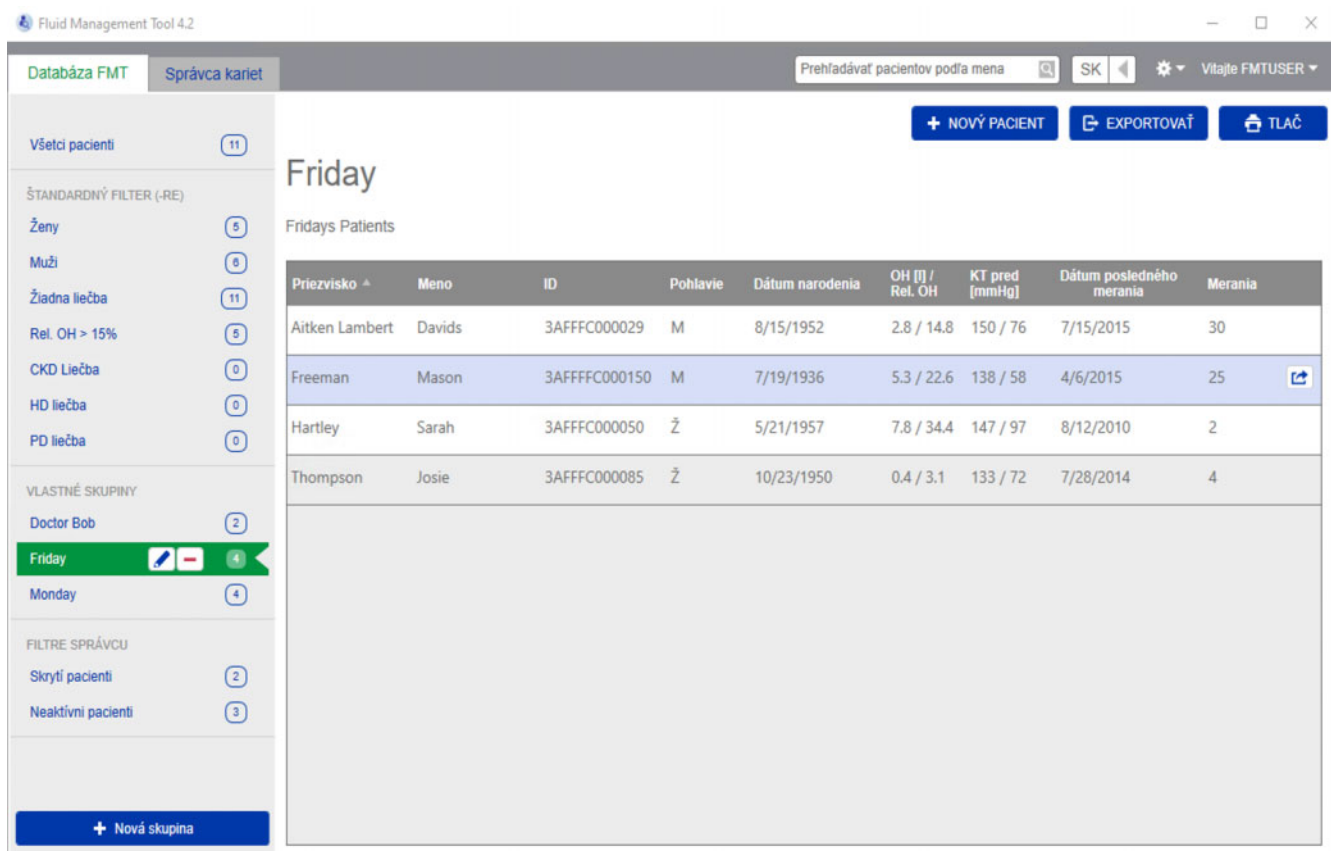 Fluid Management Tool 4.2
Databáza FMT Správca kariet Prehľadávať pacientov podľa mena SK Vitajte FMTUSER
NOVÝ PACIENT EXPORTOVAŤ TLAČ
Všetci pacienti 11
ŠTANDARDNÝ FILTER (-RE)
Ženy 5
Muži 6
Žiadna liečba 11
Rel. OH > 15% 5
CKD Liečba 0
HD liečba 0
PD liečba 0
VLASTNÉ SKUPINY
Doctor Bob 2
Friday 4
Monday 4
FILTRE SPRÁVCU
Skrytí pacienti 2
Neaktívni pacienti 3
+ Nová skupina
Friday
Fridays Patients
Priezvisko Meno ID Pohlavie Dátum narodenia OH [l] / Rel. OH KT pred [mmHg] Dátum posledného merania Merania
Aitken Lambert Davids 3AFFFC000029 M 8/15/1952 2.8 / 14.8 150 / 76 7/15/2015 30
Freeman Mason 3AFFFFC000150 M 7/19/1936 5.3 / 22.6 138 / 58 4/6/2015 25
Hartley Sarah 3AFFFC000050 Ž 5/21/1957 7.8 / 34.4 147 / 97 8/12/2010 2
Thompson Josie 3AFFFC000085 Ž 10/23/1950 0.4 / 3.1 133 / 72 7/28/2014 4